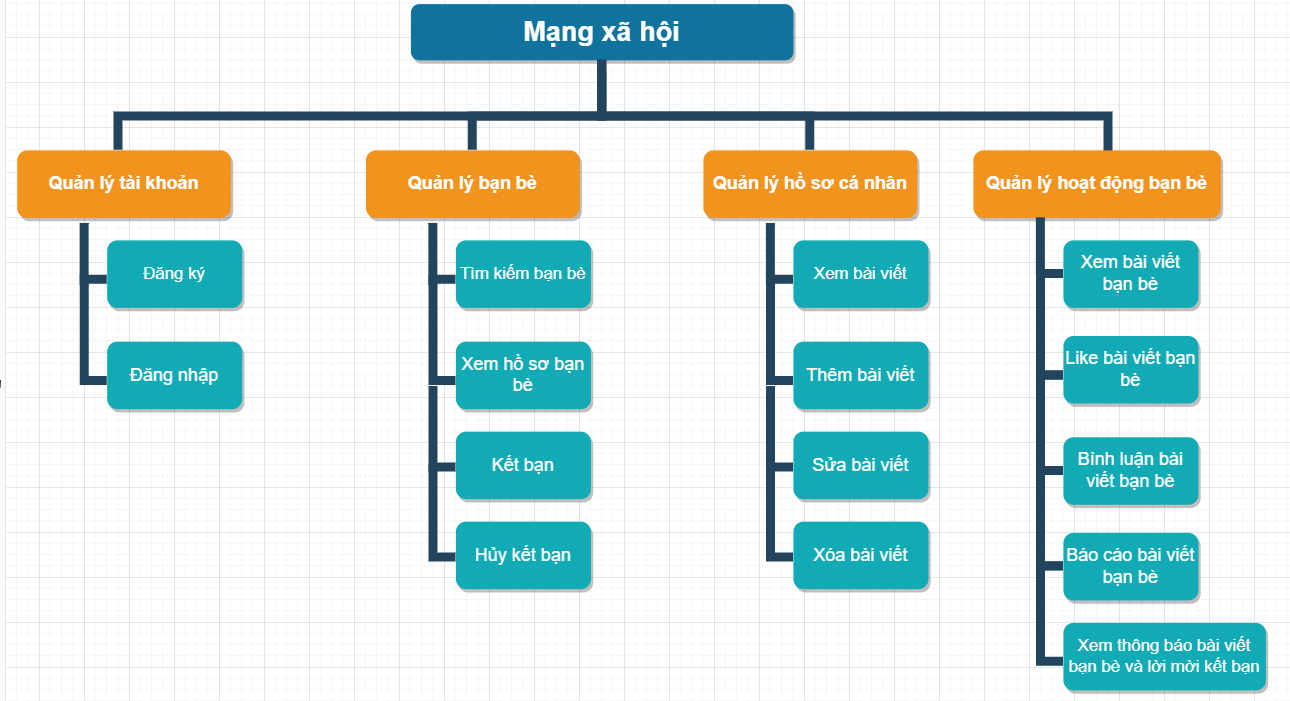 Mạng xã hội
Quản lý tài khoản
Đăng ký
Đăng nhập
Quản lý bạn bè
Tìm kiếm bạn bè
Xem hồ sơ bạn
bè
Kết bạn
Hủy kết bạn
Quản lý hồ sơ cá nhân
Xem bài viết
Thêm bài viết
Sửa bài viết
Xóa bài viết
Quản lý hoạt động bạn bè
Xem bài viết
bạn bè
Like bài viết bạn
bè
Bình luận bài
viết bạn bè
Báo cáo bài viết
bạn bè
Xem thông báo bài viết
bạn bè và lời mời kết bạn